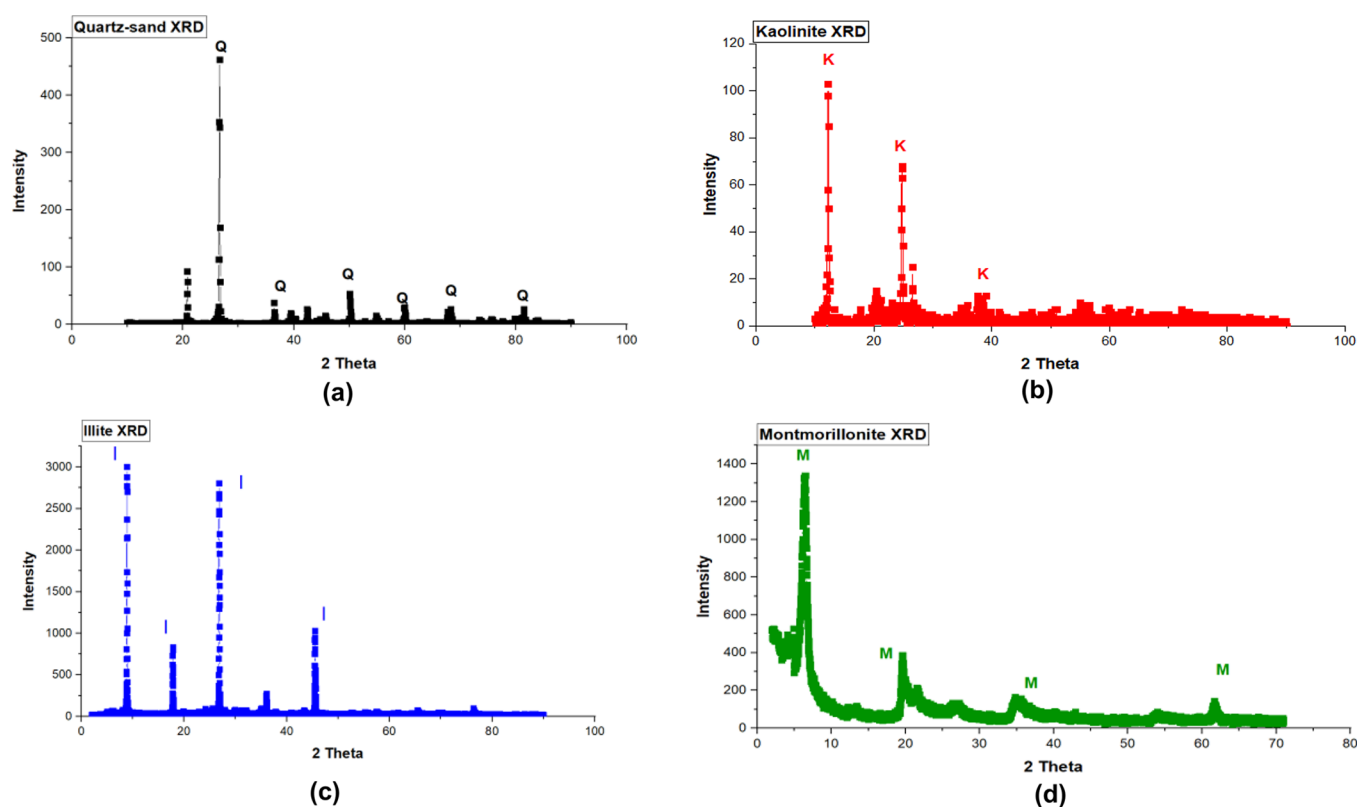 Quartz-sand XRD
500
400
300
200
100
0
Intensity
Q
Q
Q
Q
Q
Q
0
20
40
60
80
100
2 Theta
(a)
Kaolinite XRD
120
100
80
60
40
20
0
Intensity
K
K
K
0
20
40
60
80
100
2 Theta
(b)
Illite XRD
3000
2500
2000
1500
1000
500
0
Intensity
I
I
I
I
0
20
40
60
80
100
2 Theta
(c)
Montmorillonite XRD
1400
1200
1000
800
600
400
200
0
Intensity
M
M
M
M
0
10
20
30
40
50
60
70
80
2 Theta
(d)